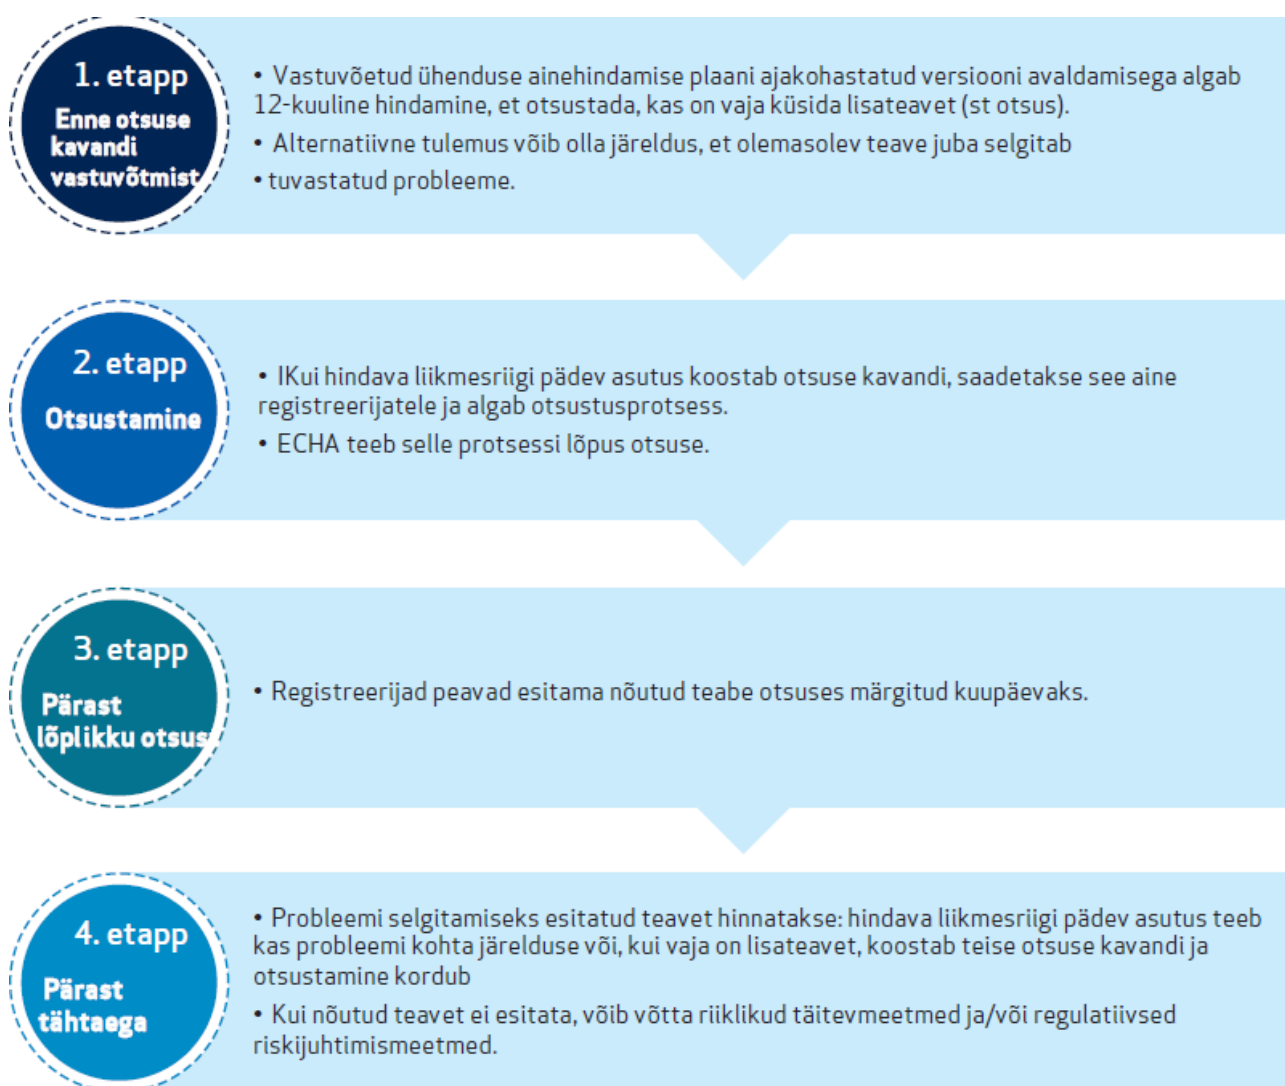 1. etapp
Enne otsuse
kavandi
vastuvõtmist
• Vastuvõetud ühenduse ainehindamise plaani ajakohastatud versiooni avaldamisega algab
12-kuuline hindamine, et otsustada, kas on vaja küsida lisateavet (st otsus).
• Alternatiivne tulemus võib olla järeldus, et olemasolev teave juba selgitab
• tuvastatud probleeme.
2. etapp
Otsustamine
• IKui hindava liikmesriigi pädev asutus koostab otsuse kavandi, saadetakse see aine
registreerijatele ja algab otsustusprotsess.
• ECHA teeb selle protsessi lõpus otsuse.
3. etapp
Pärast
lõplikku otsus
• Registreerijad peavad esitama nõutud teabe otsuses märgitud kuupäevaks.
4. etapp
Pärast
tähtaega
• Probleemi selgitamiseks esitatud teavet hinnatakse: hindava liikmesriigi pädev asutus teeb
kas probleemi kohta järelduse või, kui vaja on lisateavet, koostab teise otsuse kavandi ja
otsustamine kordub
• Kui nõutud teavet ei esitata, võib võtta riiklikud täitevmeetmed ja/või regulatiivsed
riskijuhtimismeetmed.